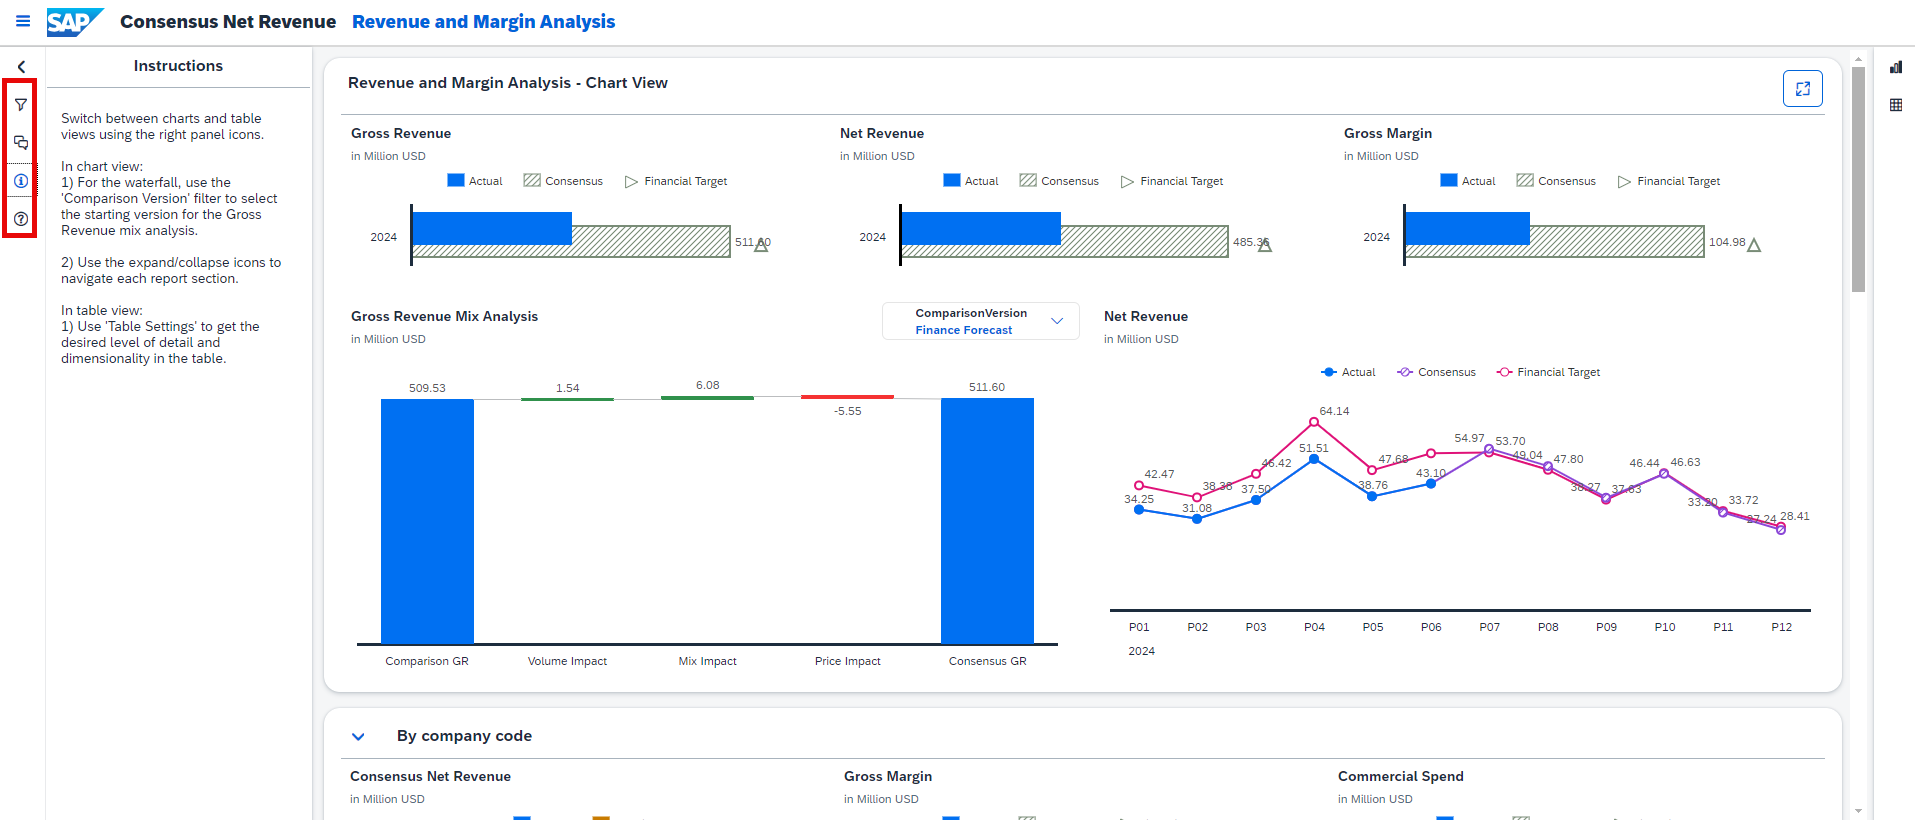 SAP Consensus Net Revenue Revenue and Margin Analysis
Instructions
Switch between charts and table
views using the right panel icons.
In chart view:
1) For the waterfall, use the
'Comparison Version' filter to select
the starting version for the Gross
Revenue mix analysis.
2) Use the expand/collapse icons to
navigate each report section.
In table view:
1) Use 'Table Settings' to get the
desired level of detail and
dimensionality in the table.
Revenue and Margin Analysis - Chart View
Gross Revenue
in Million USD
Actual Consensus Financial Target
2024
511.60
Net Revenue
in Million USD
Actual Consensus Financial Target
2024
485.36
Gross Margin
in Million USD
Actual Consensus Financial Target
2024
104.98
Gross Revenue Mix Analysis
in Million USD
ComparisonVersion
Finance Forecast
509.53
1.54
6.08
-5.55
511.60
Comparison GR Volume Impact Mix Impact Price Impact Consensus GR
Net Revenue
in Million USD
Actual Consensus Financial Target
64.14
51.51
54.97 53.70
42.47 46.42 47.68 49.04 47.80 46.44 46.63
34.25 38.38 37.50 38.76 43.10 37.63 33.20 33.72
31.08 27.24 28.41
P01 P02 P03 P04 P05 P06 P07 P08 P09 P10 P11 P12
2024
By company code
Consensus Net Revenue
in Million USD
Gross Margin
in Million USD
Commercial Spend
in Million USD